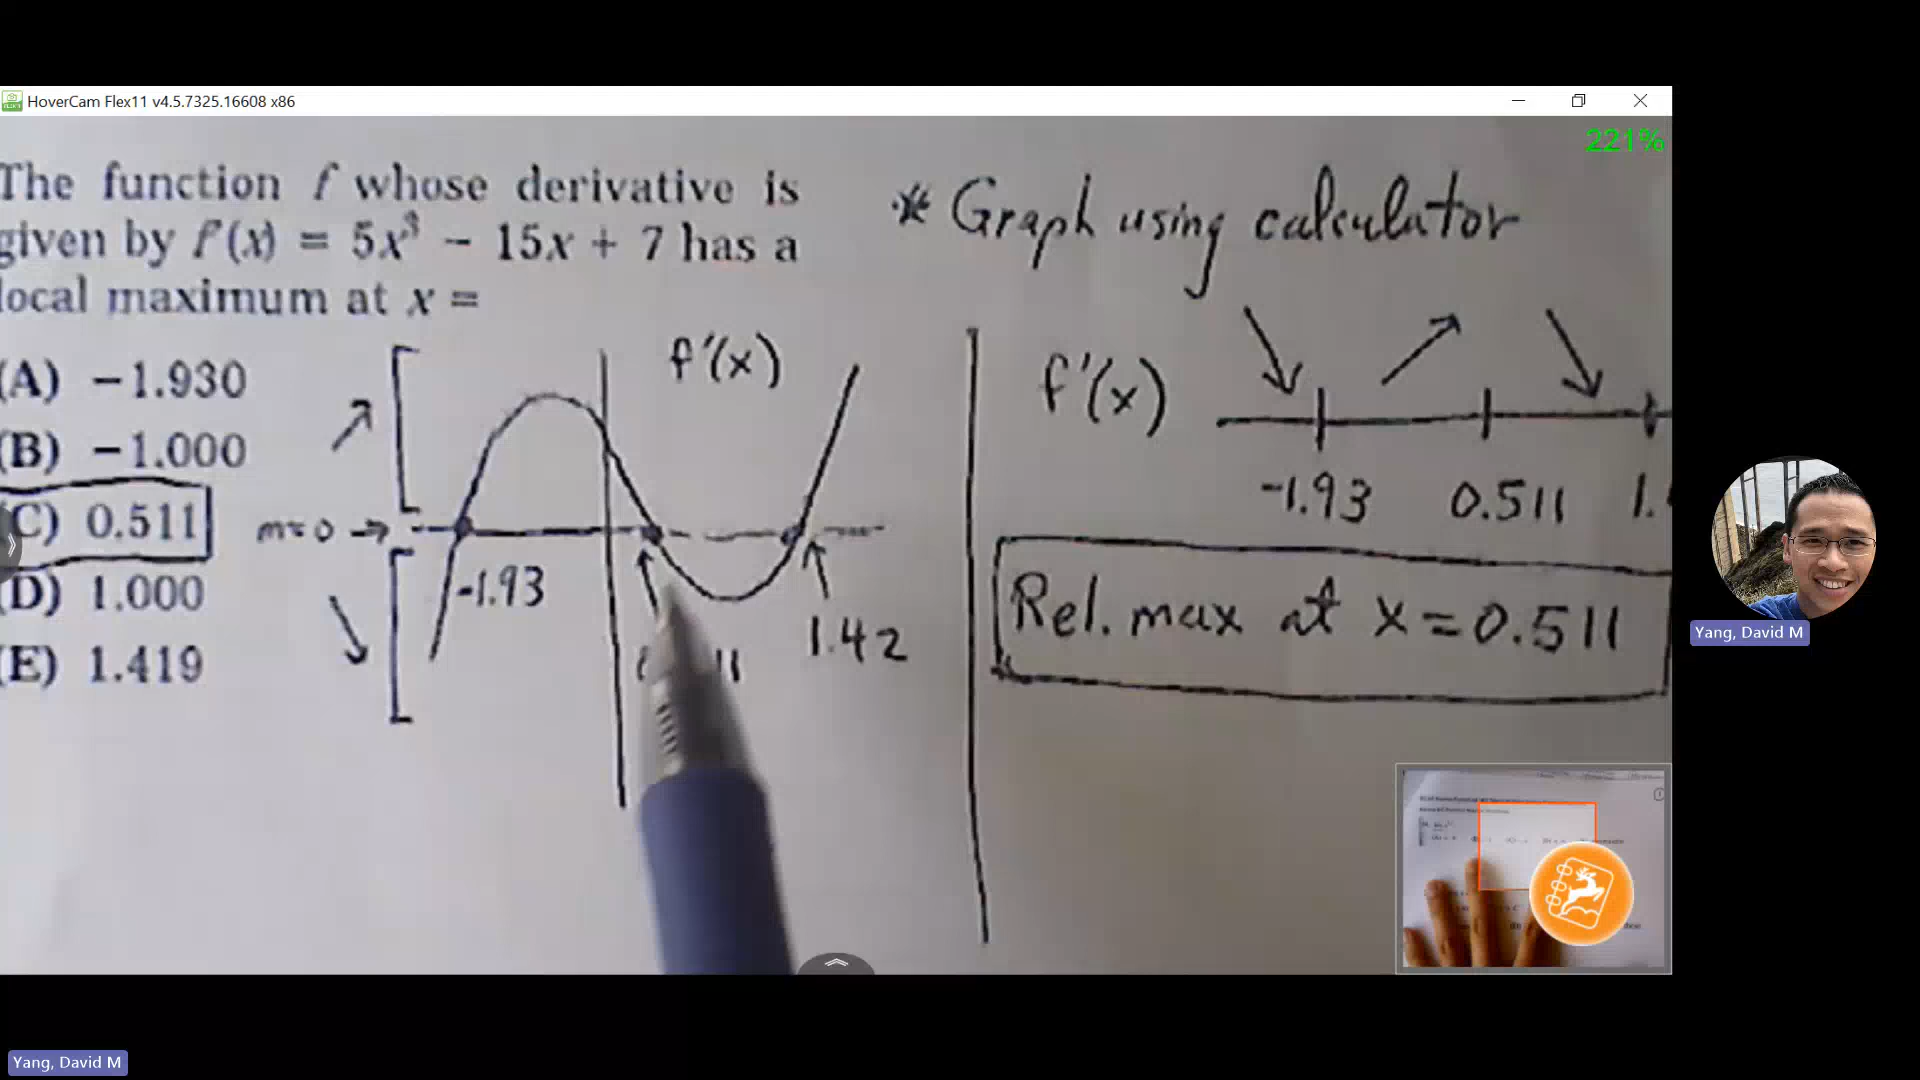 HoverCam Flex11 v4.5.7325.16608 x86
221%
The function f whose derivative is
given by f'(x) = 5x³ - 15x + 7 has a
local maximum at x =
(A) -1.930
(B) -1.000
(C) 0.511
(D) 1.000
(E) 1.419
m=0 →
f'(x)
-1.93
11
1.42
* Graph using calculator
f'(x)
-1.93 0.511 1.
Rel. max at x = 0.511
Yang, David M
Yang, David M